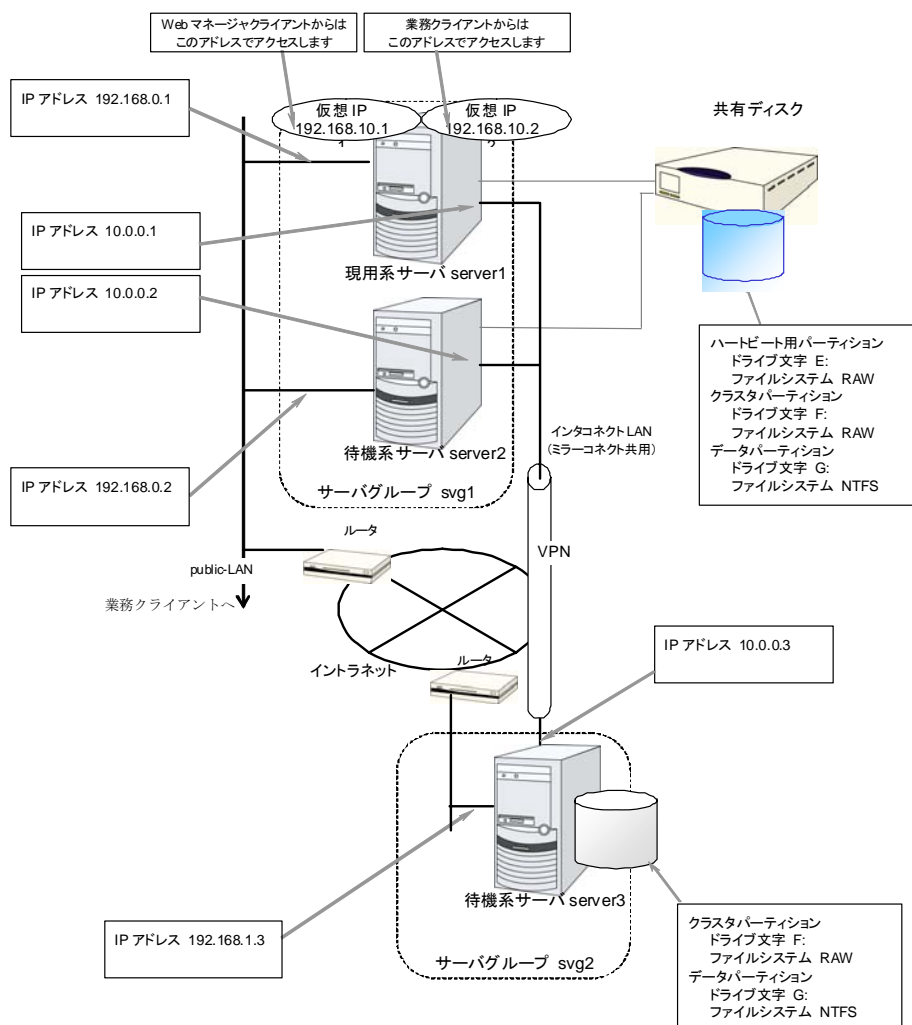 Web マネージャクライアントからは
このアドレスでアクセスします
業務クライアントからは
このアドレスでアクセスします
IP アドレス 192.168.0.1
仮想 IP
192.168.10.1
仮想 IP
192.168.10.2
共有ディスク
IP アドレス 10.0.0.1
現用系サーバ server1
IP アドレス 10.0.0.2
ハートビート用パーティション
ドライブ文字 E:
ファイルシステム RAW
クラスタパーティション
ドライブ文字 F:
ファイルシステム RAW
データパーティション
ドライブ文字 G:
ファイルシステム NTFS
インタコネクト LAN
(ミラーコネクト共用)
待機系サーバ server2
IP アドレス 192.168.0.2
サーバグループ svg1
ルータ
VPN
public-LAN
業務クライアントへ
IP アドレス 10.0.0.3
ルータ
イントラネット
待機系サーバ server3
IP アドレス 192.168.1.3
サーバグループ svg2
クラスタパーティション
ドライブ文字 F:
ファイルシステム RAW
データパーティション
ドライブ文字 G:
ファイルシステム NTFS